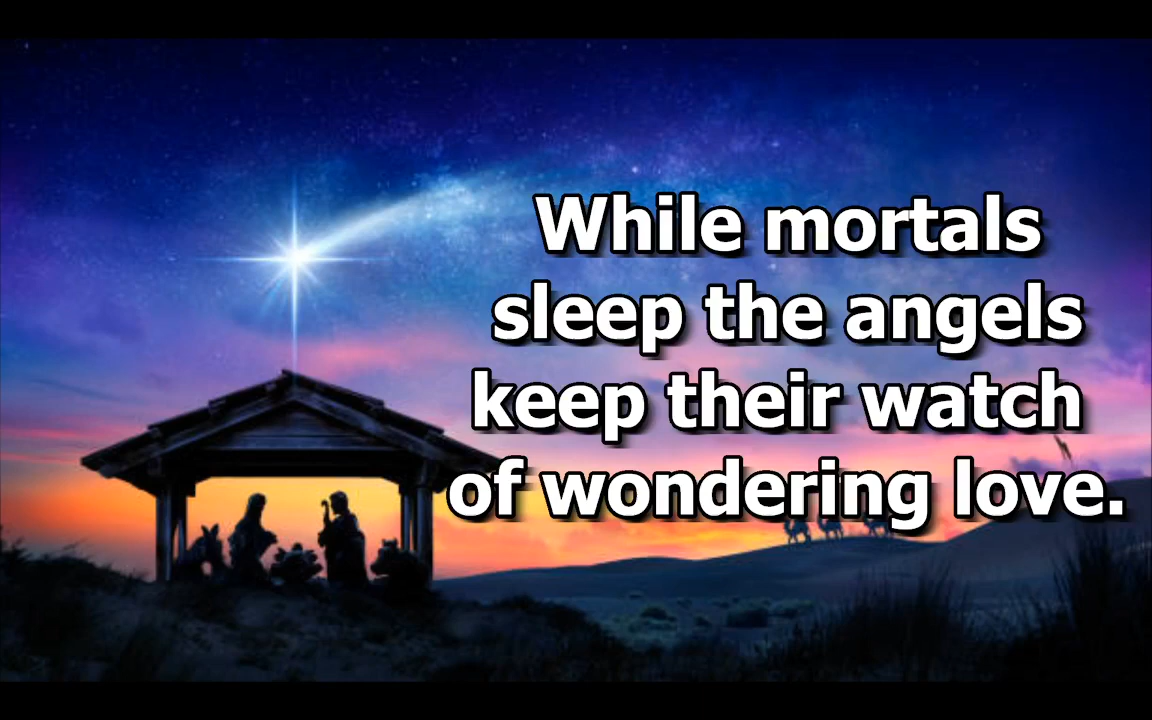 While mortals
sleep the angels
keep their watch
of wondering love.